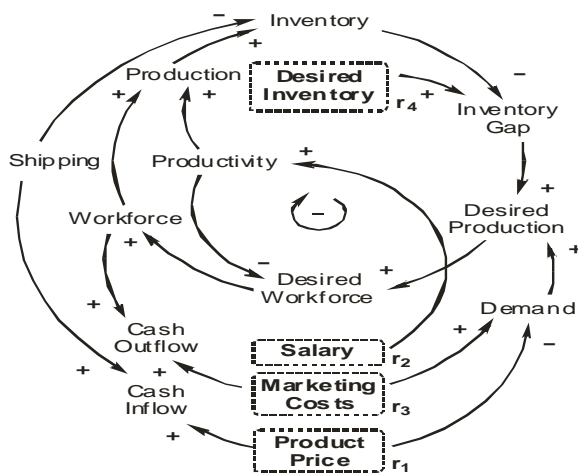 −
Inventory
+
Production
Desired
Inventory
r4
−
+
+
+
Inventory
Gap
Shipping
Productivity
+
+
Workforce
−
Desired
Production
+
−
Desired
Workforce
+
+
Demand
+
Cash
Outflow
+
−
+
Salary
r2
+
Cash
Inflow
Marketing
Costs
r3
+
Product
Price
r1